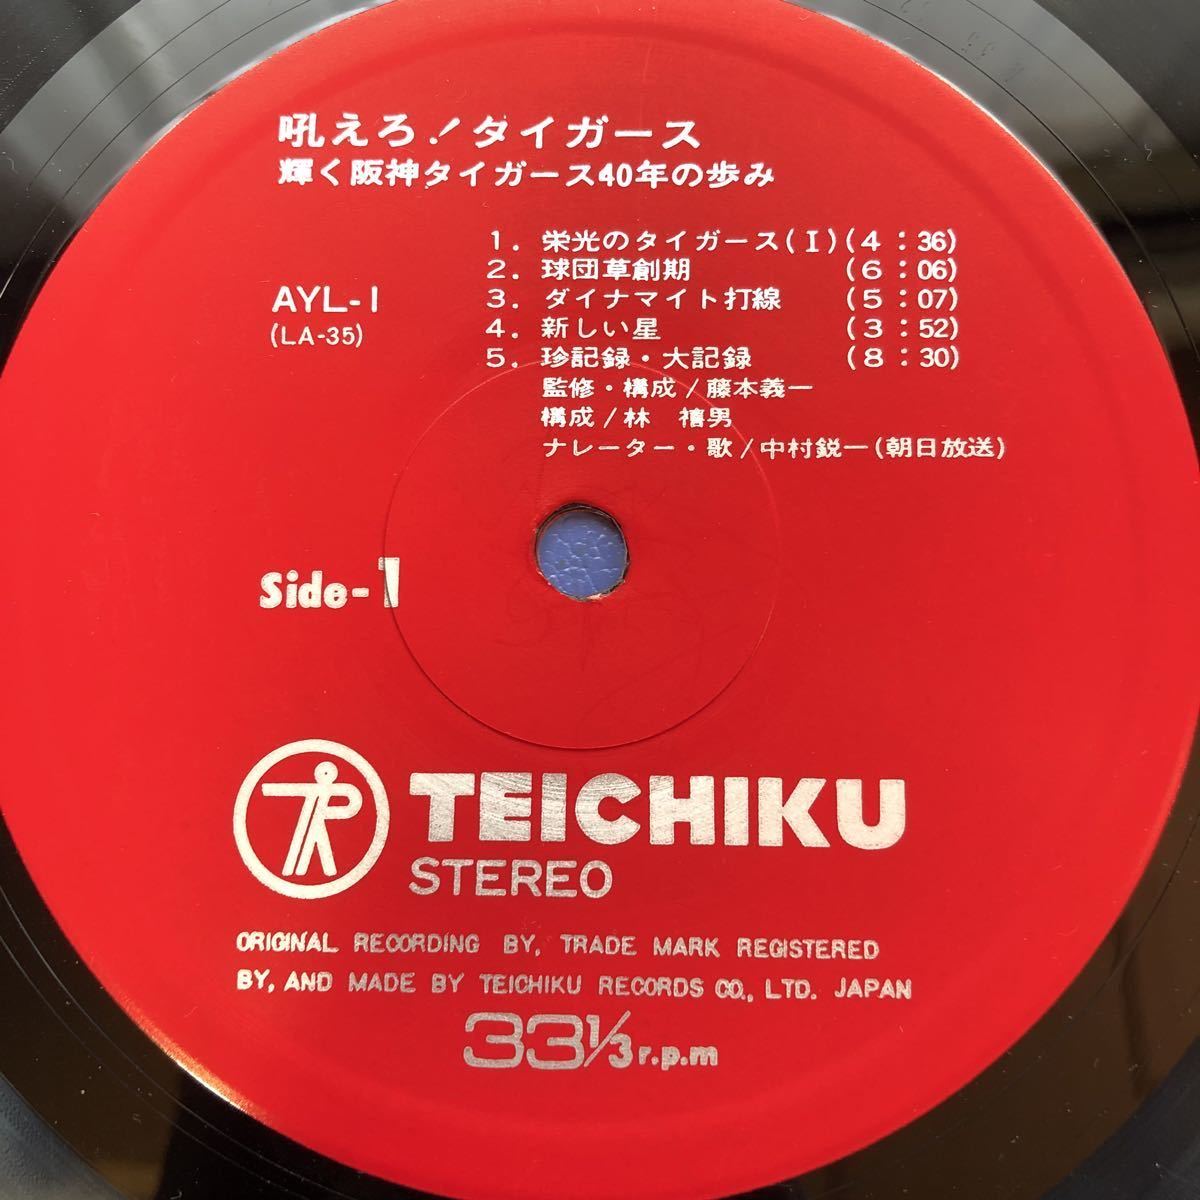 吼えろ!タイガース
輝く阪神タイガース40年の歩み
AYL-1
(LA-35)
1. 栄光のタイガース(I)(4:36)
2. 球団草創期 (6:06)
3. ダイナマイト打線 (5:07)
4. 新しい星 (3:52)
5. 珍記録・大記録 (8:30)
監修・構成/藤本義一
構成/林 禧男
ナレーター・歌/中村鋭一(朝日放送)
Side-1
TEICHIKU
STEREO
ORIGINAL RECORDING BY, TRADE MARK REGISTERED
BY, AND MADE BY TEICHIKU RECORDS CO., LTD. JAPAN
33 1/3 r.p.m